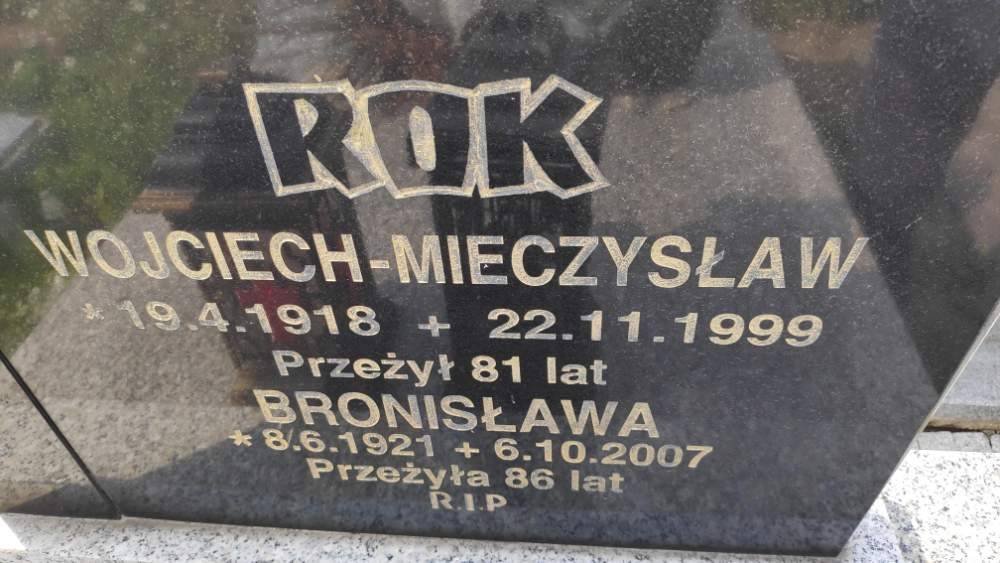 ROK
WOJCIECH-MIECZYSŁAW
* 19.4.1918 + 22.11.1999
Przeżył 81 lat
BRONISŁAWA
* 8.6.1921 + 6.10.2007
Przeżyła 86 lat
R.I.P